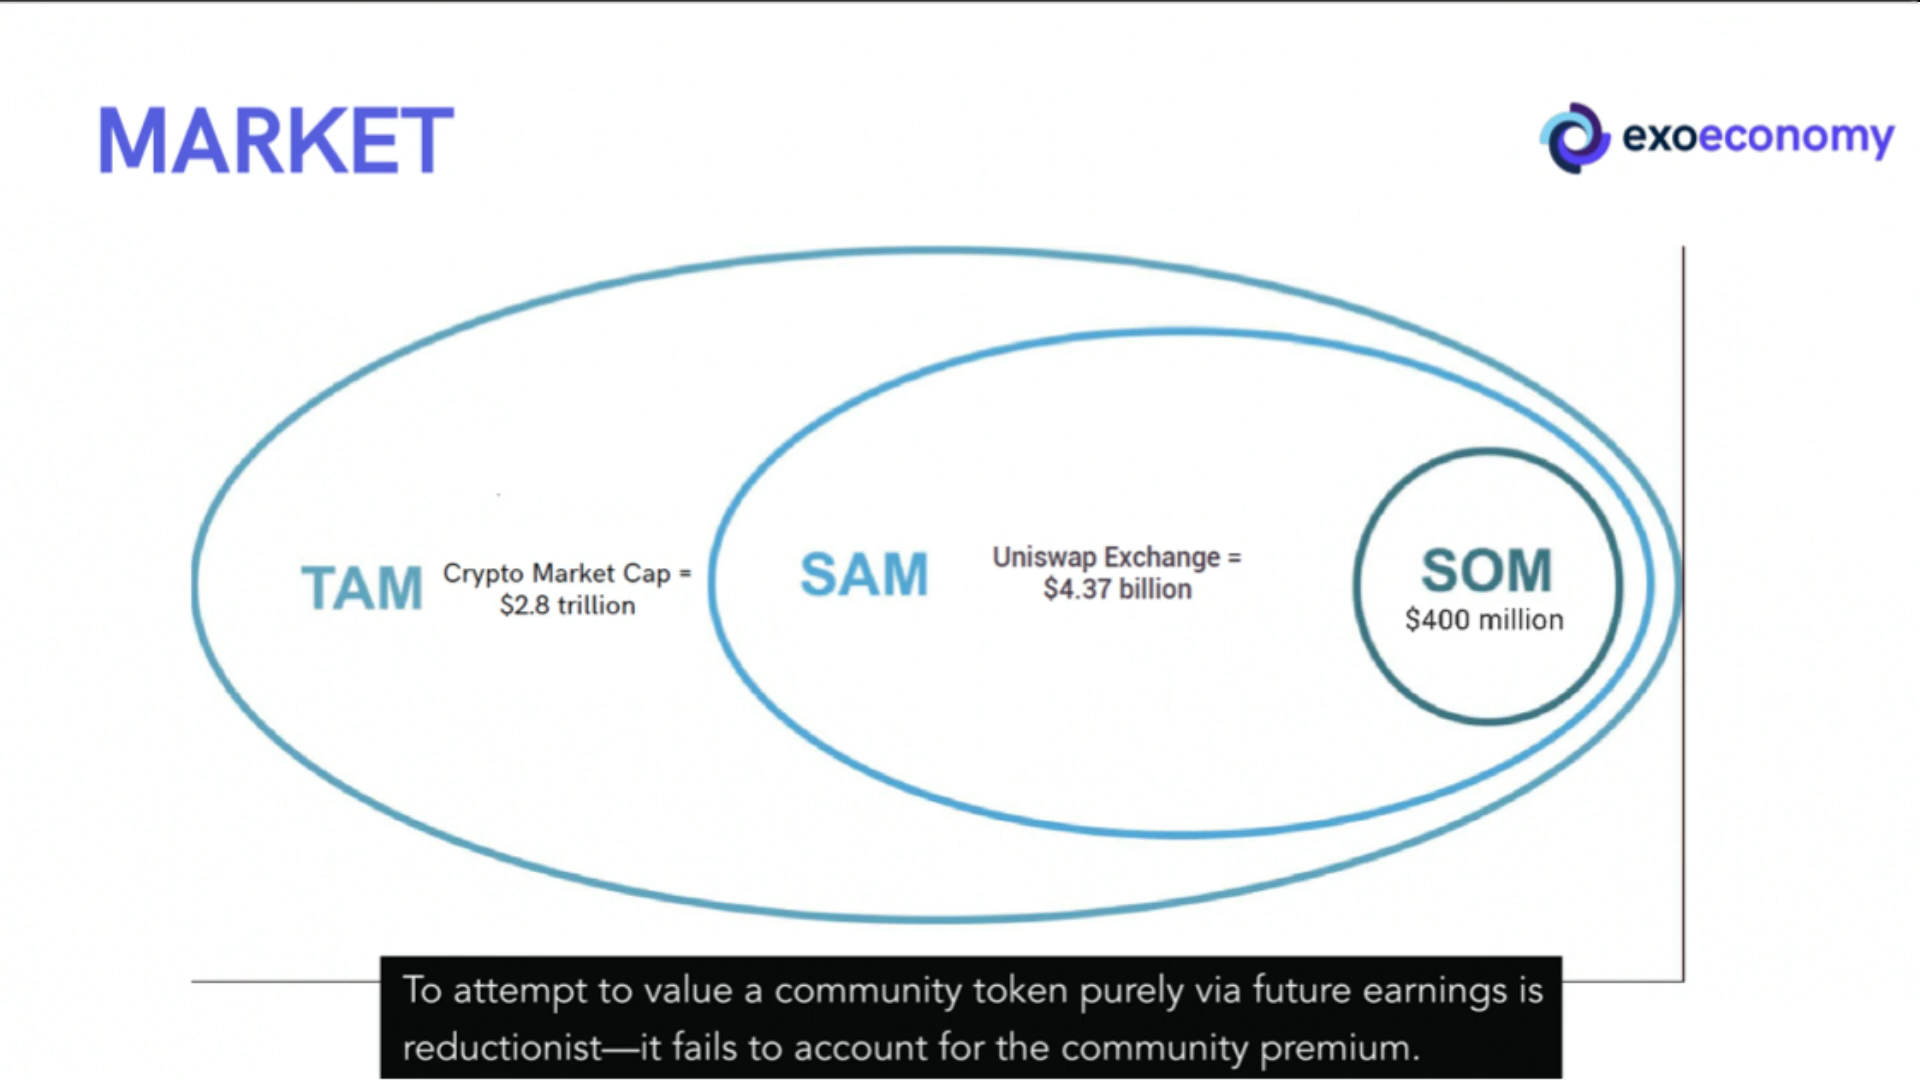 MARKET
exoeconomy
TAM
Crypto Market Cap =
$2.8 trillion
SAM
Uniswap Exchange =
$4.37 billion
SOM
$400 million
To attempt to value a community token purely via future earnings is
reductionist—it fails to account for the community premium.